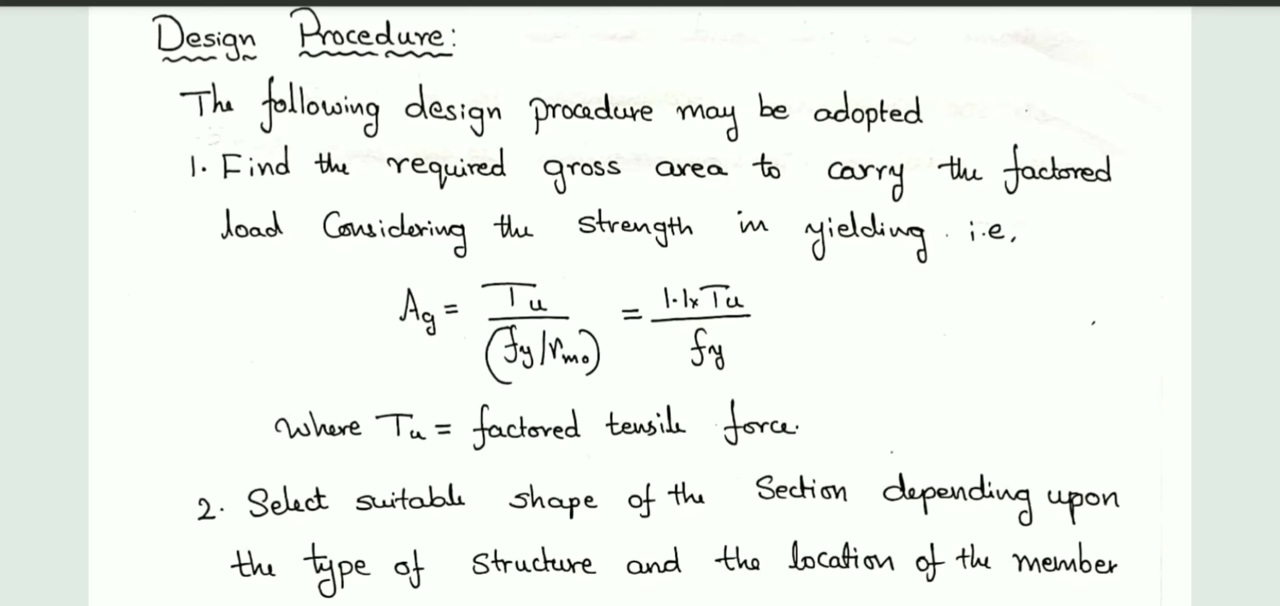 Design Procedure:
The following design procedure may be adopted
1. Find the required gross area to carry the factored
load Considering the strength in yielding. i.e,
Ag = Tu / (fy/γm0) = 1.1x Tu / fy
Where Tu = factored tensile force.
2. Select suitable shape of the Section depending upon
the type of structure and the location of the member